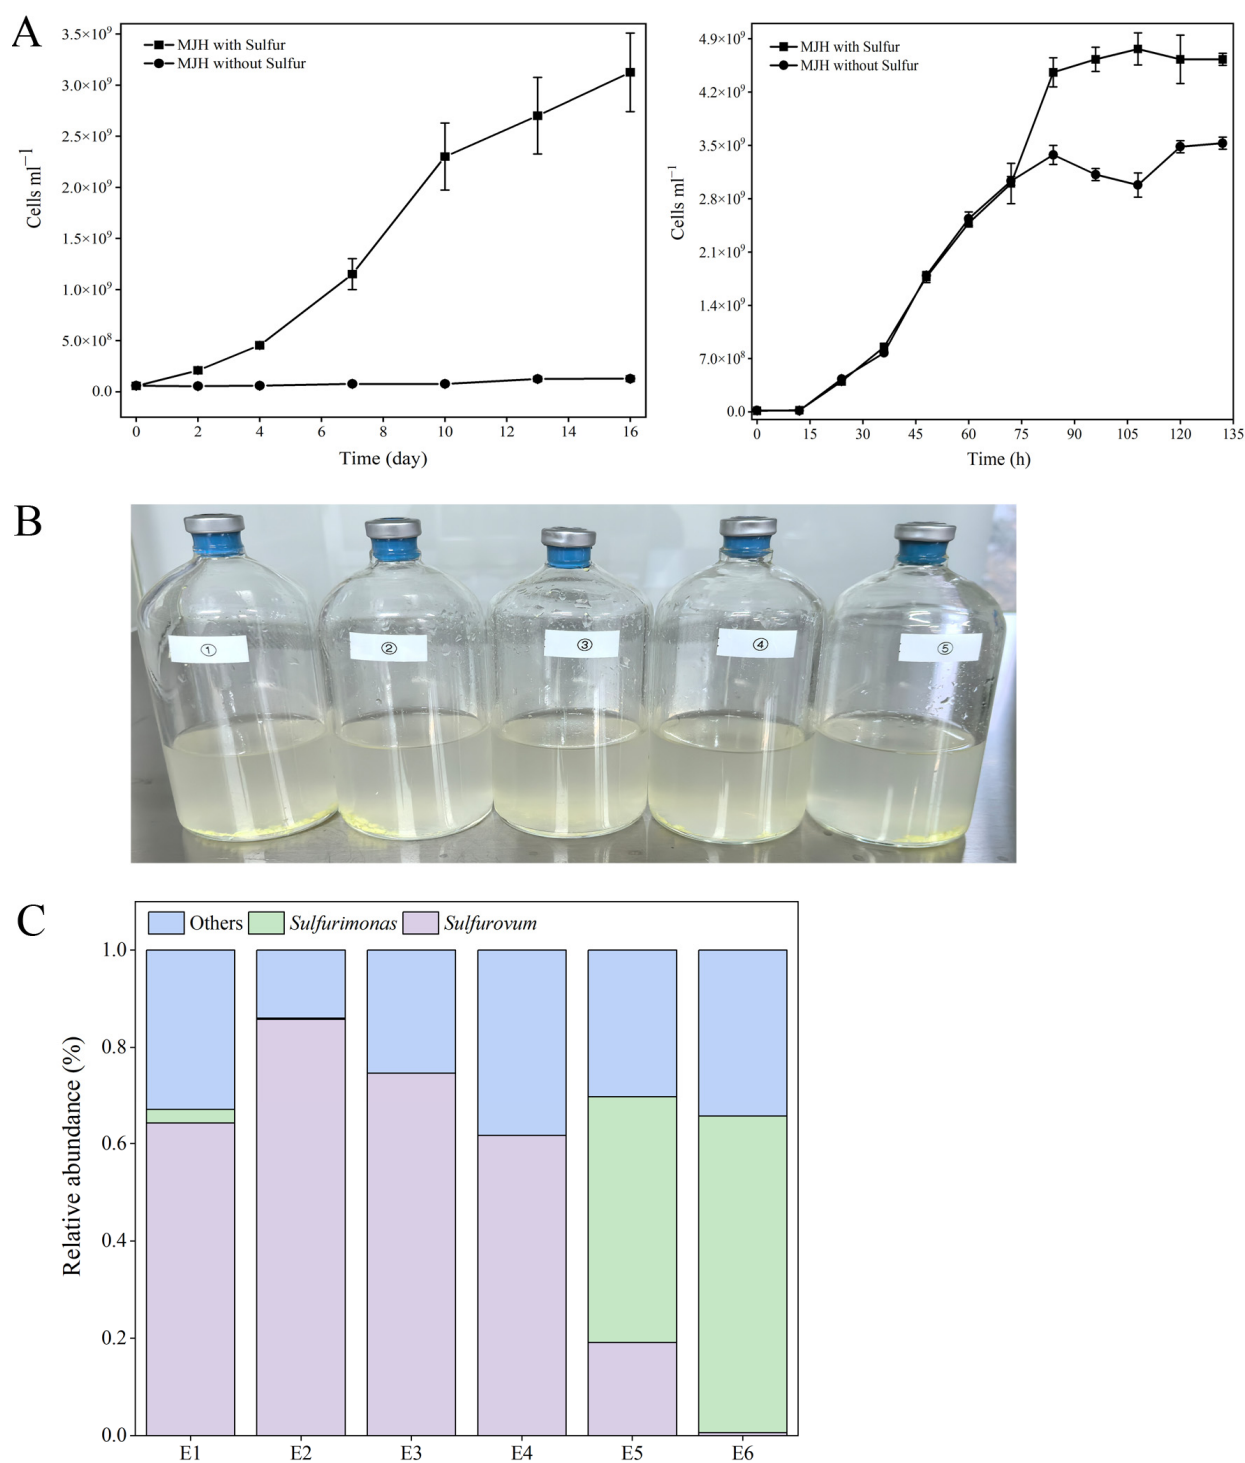 A
MJH with Sulfur
MJH without Sulfur
3.5×10⁹
3.0×10⁹
2.5×10⁹
2.0×10⁹
1.5×10⁹
1.0×10⁹
5.0×10⁸
0.0
Cells ml⁻¹
0 2 4 6 8 10 12 14 16
Time (day)
MJH with Sulfur
MJH without Sulfur
4.9×10⁹
4.2×10⁹
3.5×10⁹
2.8×10⁹
2.1×10⁹
1.4×10⁹
7.0×10⁸
0.0
Cells ml⁻¹
0 15 30 45 60 75 90 105 120 135
Time (h)
B
① ② ③ ④ ⑤
C
Others Sulfurimonas Sulfurovum
1.0
0.8
0.6
0.4
0.2
0.0
Relative abundance (%)
E1 E2 E3 E4 E5 E6